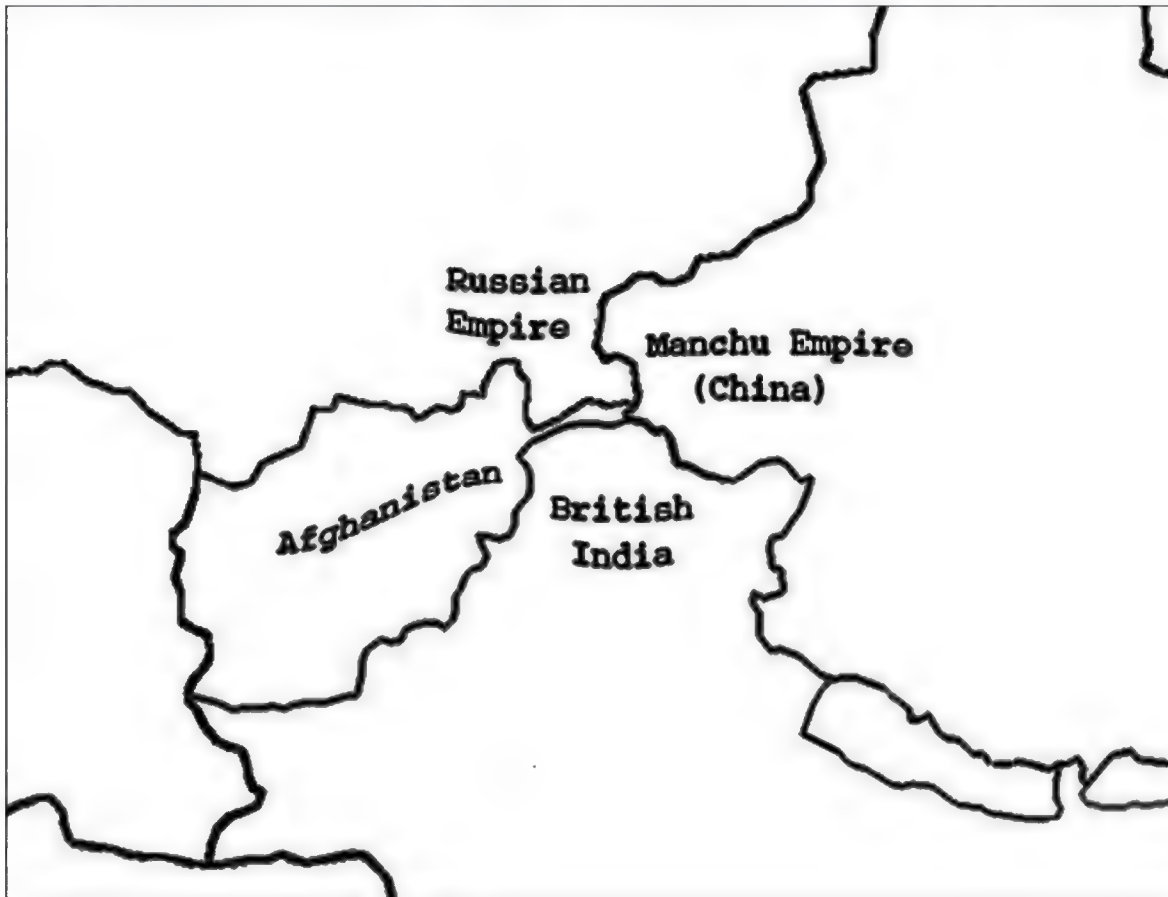 Russian
Empire
Manchu Empire
(China)
Afghanistan
British
India